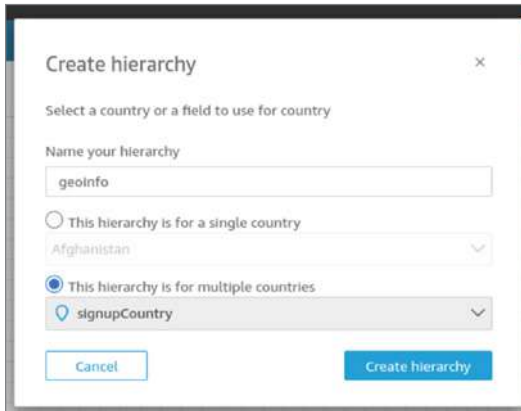 Create hierarchy
Select a country or a field to use for country
Name your hierarchy
geoinfo
This hierarchy is for a single country
Afghanistan
This hierarchy is for multiple countries
signupCountry
Cancel
Create hierarchy